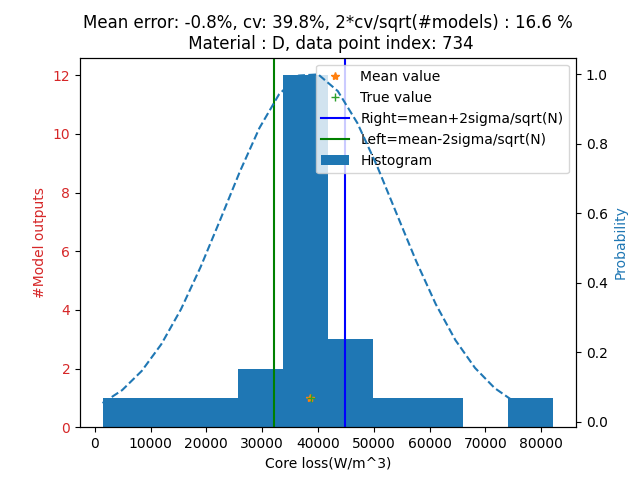 Mean error: -0.8%, cv: 39.8%, 2*cv/sqrt(#models) : 16.6 %
Material : D, data point index: 734
Mean value
True value
Right=mean+2sigma/sqrt(N)
Left=mean-2sigma/sqrt(N)
Histogram
#Model outputs
12
10
8
6
4
2
0
Probability
1.0
0.8
0.6
0.4
0.2
0.0
0 10000 20000 30000 40000 50000 60000 70000 80000
Core loss(W/m^3)